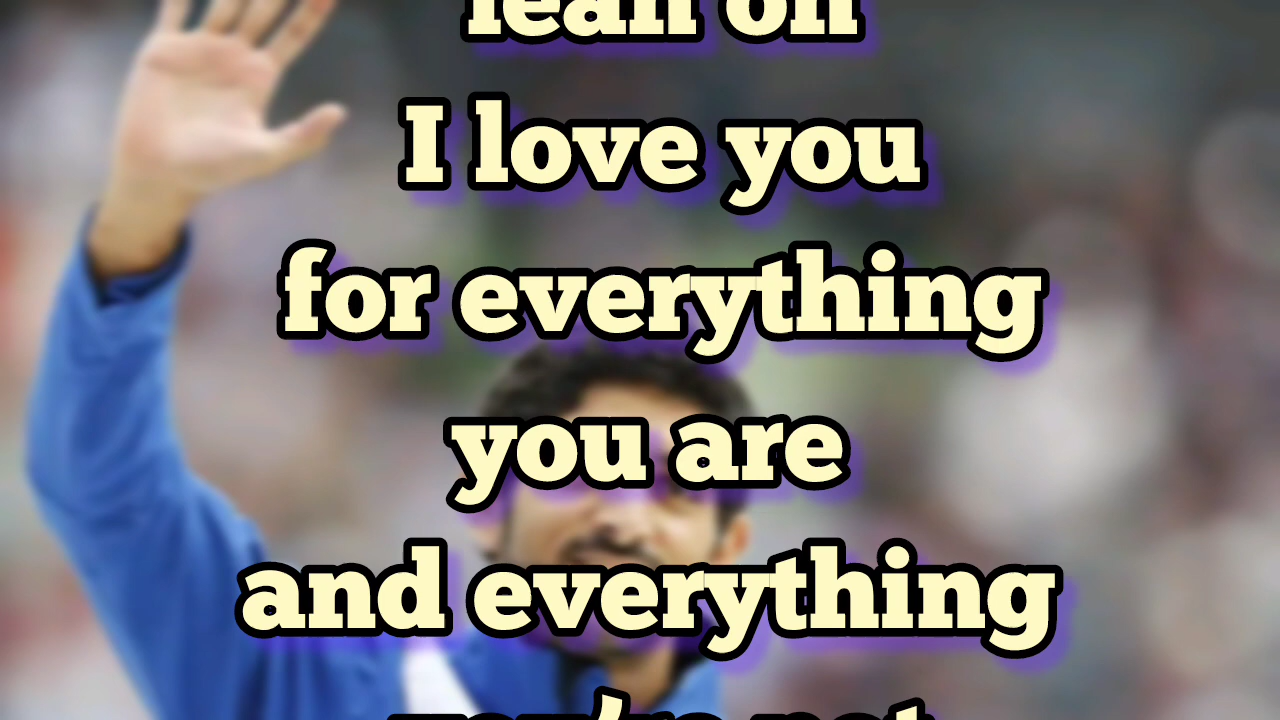 lean on
I love you
for everything
you are
and everything
you're not